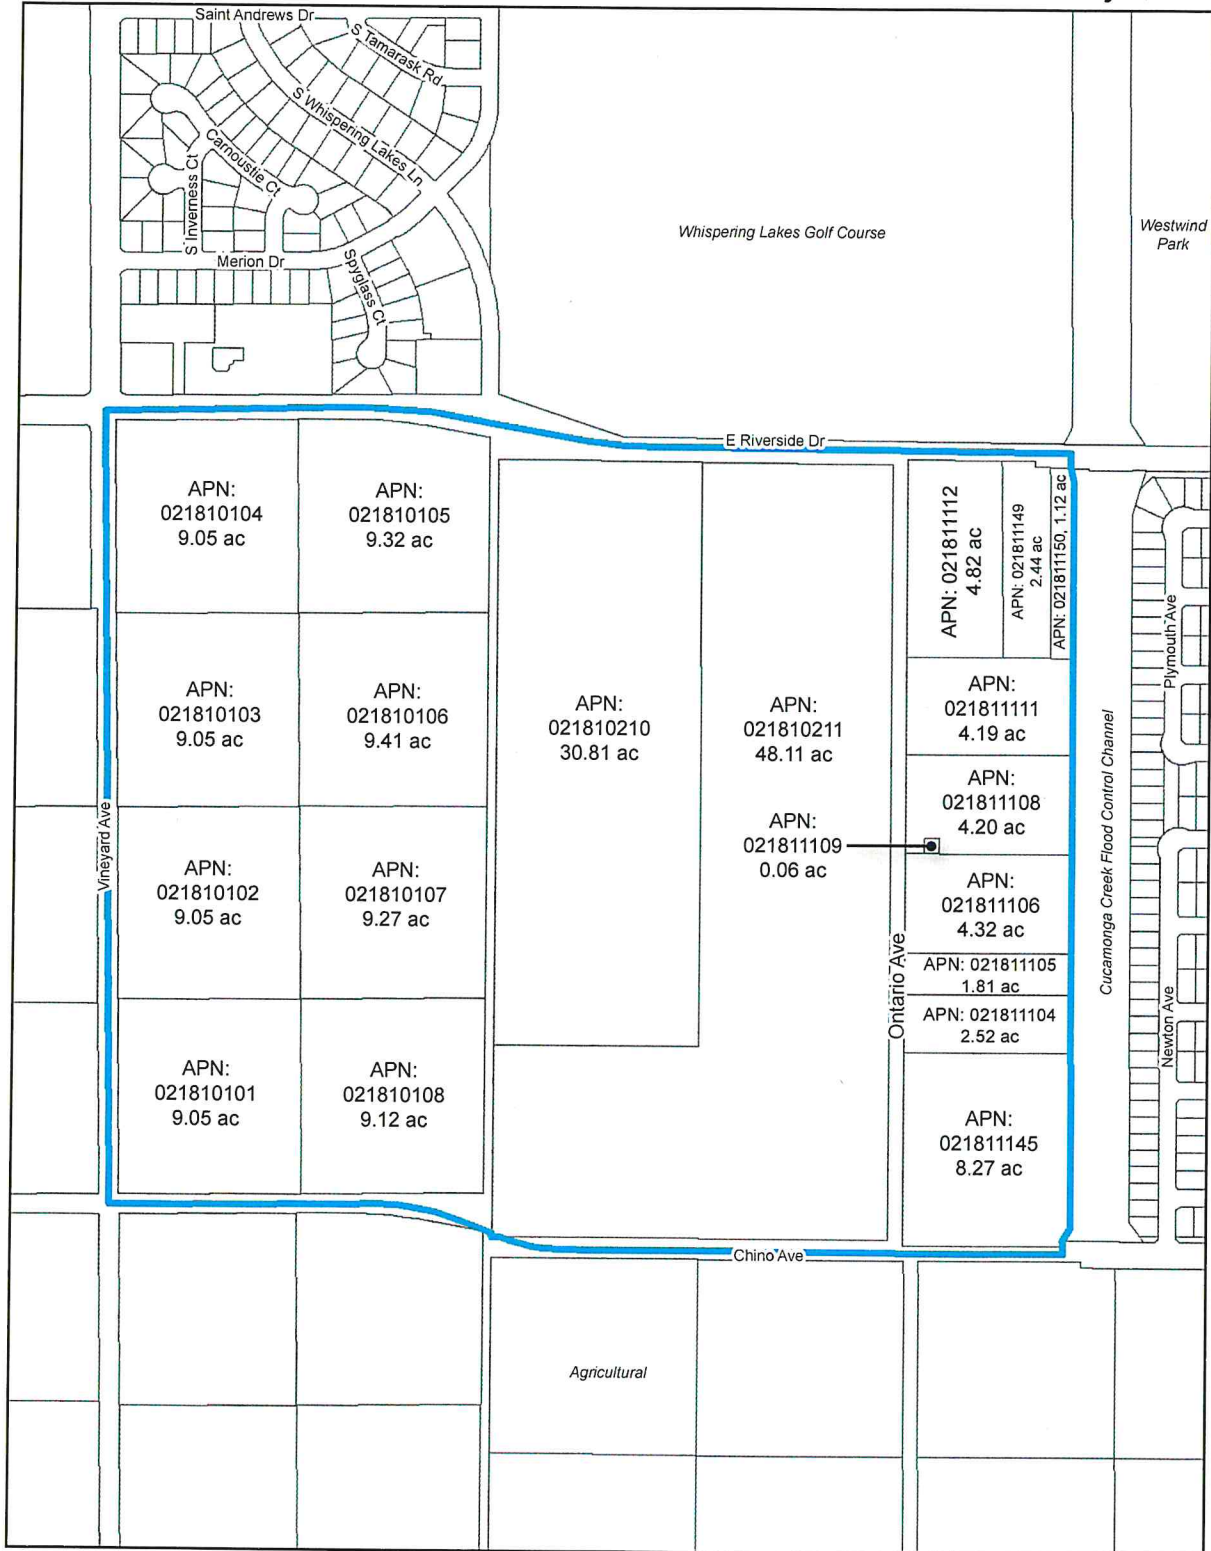 Saint Andrews Dr
S Tamarask Rd
S Whispering Lakes Ln
Carnoustie Ct
S Inverness Ct
Merion Dr
Spyglass Ct
Whispering Lakes Golf Course
Westwind
Park
E Riverside Dr
APN:
021810104
9.05 ac
APN:
021810105
9.32 ac
APN: 021811112
4.82 ac
APN: 021811149
2.44 ac
APN: 021811150, 1.12 ac
Plymouth Ave
APN:
021810103
9.05 ac
APN:
021810106
9.41 ac
APN:
021810210
30.81 ac
APN:
021810211
48.11 ac
APN:
021811111
4.19 ac
APN:
021811108
4.20 ac
Cucamonga Creek Flood Control Channel
Vineyard Ave
APN:
021811109
0.06 ac
APN:
021810102
9.05 ac
APN:
021810107
9.27 ac
APN:
021811106
4.32 ac
Ontario Ave
APN: 021811105
1.81 ac
APN: 021811104
2.52 ac
Newton Ave
APN:
021810101
9.05 ac
APN:
021810108
9.12 ac
APN:
021811145
8.27 ac
Chino Ave
Agricultural